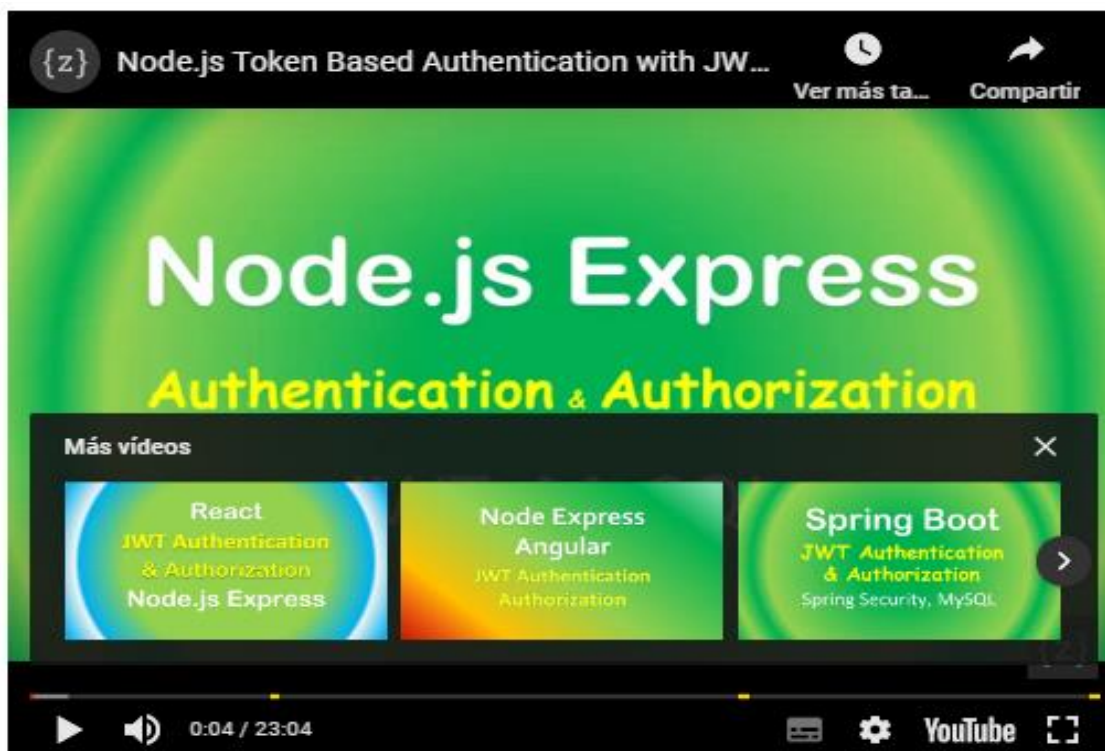 {z} Node.js Token Based Authentication with JW...
Ver más ta...
Compartir
Node.js Express
Authentication & Authorization
Más vídeos
React
JWT Authentication
& Authorization
Node.js Express
Node Express
Angular
JWT Authentication
Authorization
Spring Boot
JWT Authentication
& Authorization
Spring Security, MySQL
{z}
0:04 / 23:04
YouTube